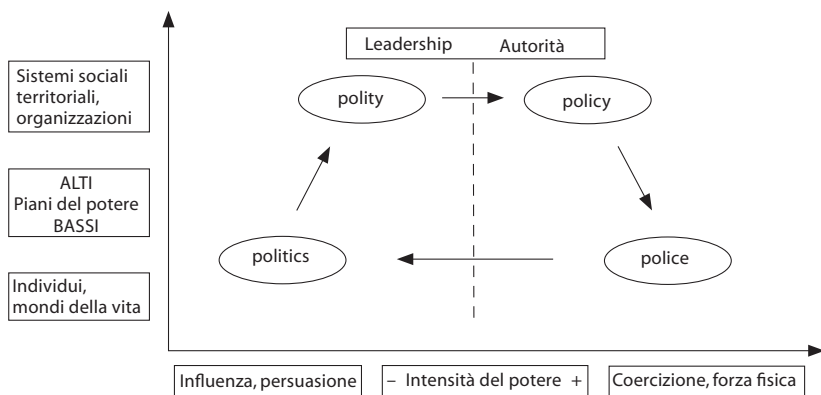 Leadership Autorità
Sistemi sociali
territoriali,
organizzazioni
polity
policy
ALTI
Piani del potere
BASSI
politics
police
Individui,
mondi della vita
Influenza, persuasione
– Intensità del potere +
Coercizione, forza fisica